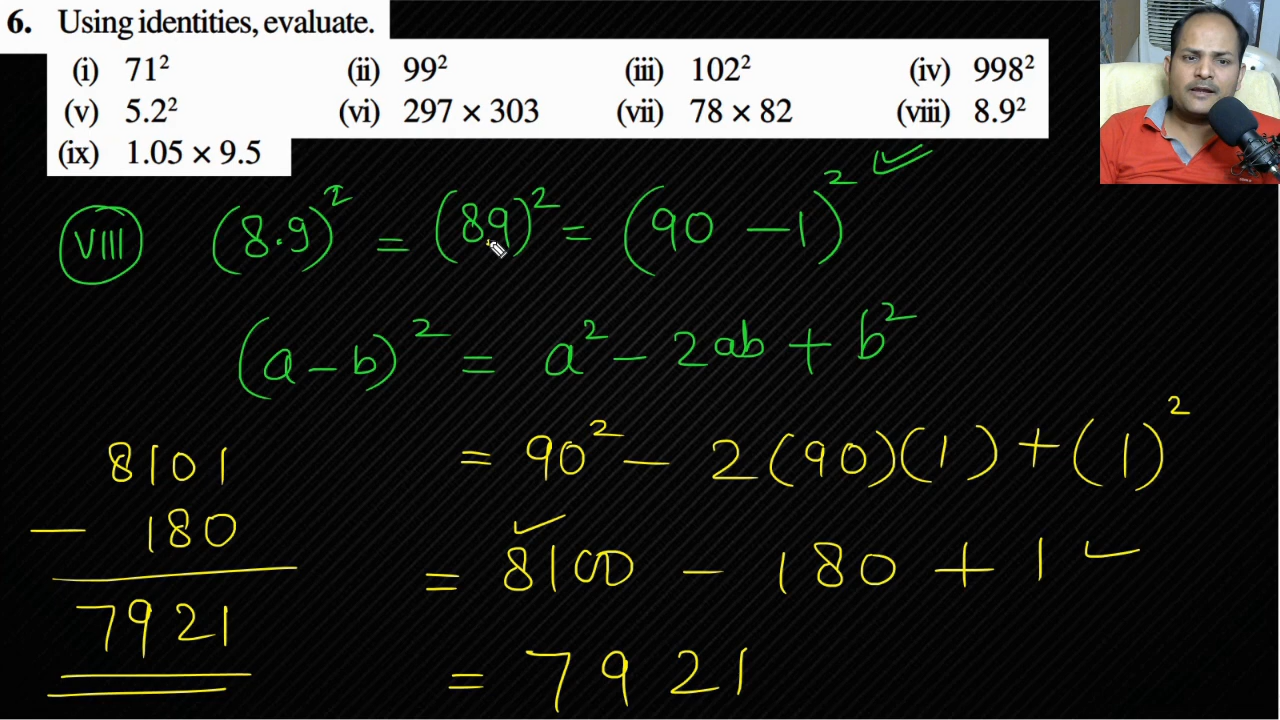 6. Using identities, evaluate.
(i) 71² (ii) 99² (iii) 102² (iv) 998²
(v) 5.2² (vi) 297 × 303 (vii) 78 × 82 (viii) 8.9²
(ix) 1.05 × 9.5
VIII (8.9)² = (89)² = (90 - 1)²
(a - b)² = a² - 2ab + b²
= 90² - 2(90)(1) + (1)²
= 8100 - 180 + 1
= 7921
8101
- 180
7921